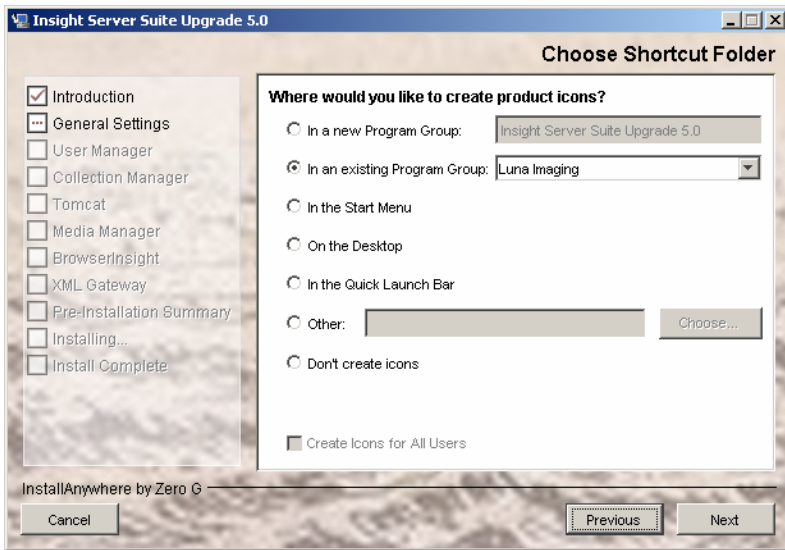 Insight Server Suite Upgrade 5.0
Choose Shortcut Folder
Introduction
General Settings
User Manager
Collection Manager
Tomcat
Media Manager
BrowserInsight
XML Gateway
Pre-Installation Summary
Installing...
Install Complete
Where would you like to create product icons?
In a new Program Group: Insight Server Suite Upgrade 5.0
In an existing Program Group: Luna Imaging
In the Start Menu
On the Desktop
In the Quick Launch Bar
Other: Choose...
Don't create icons
Create Icons for All Users
InstallAnywhere by Zero G
Cancel Previous Next